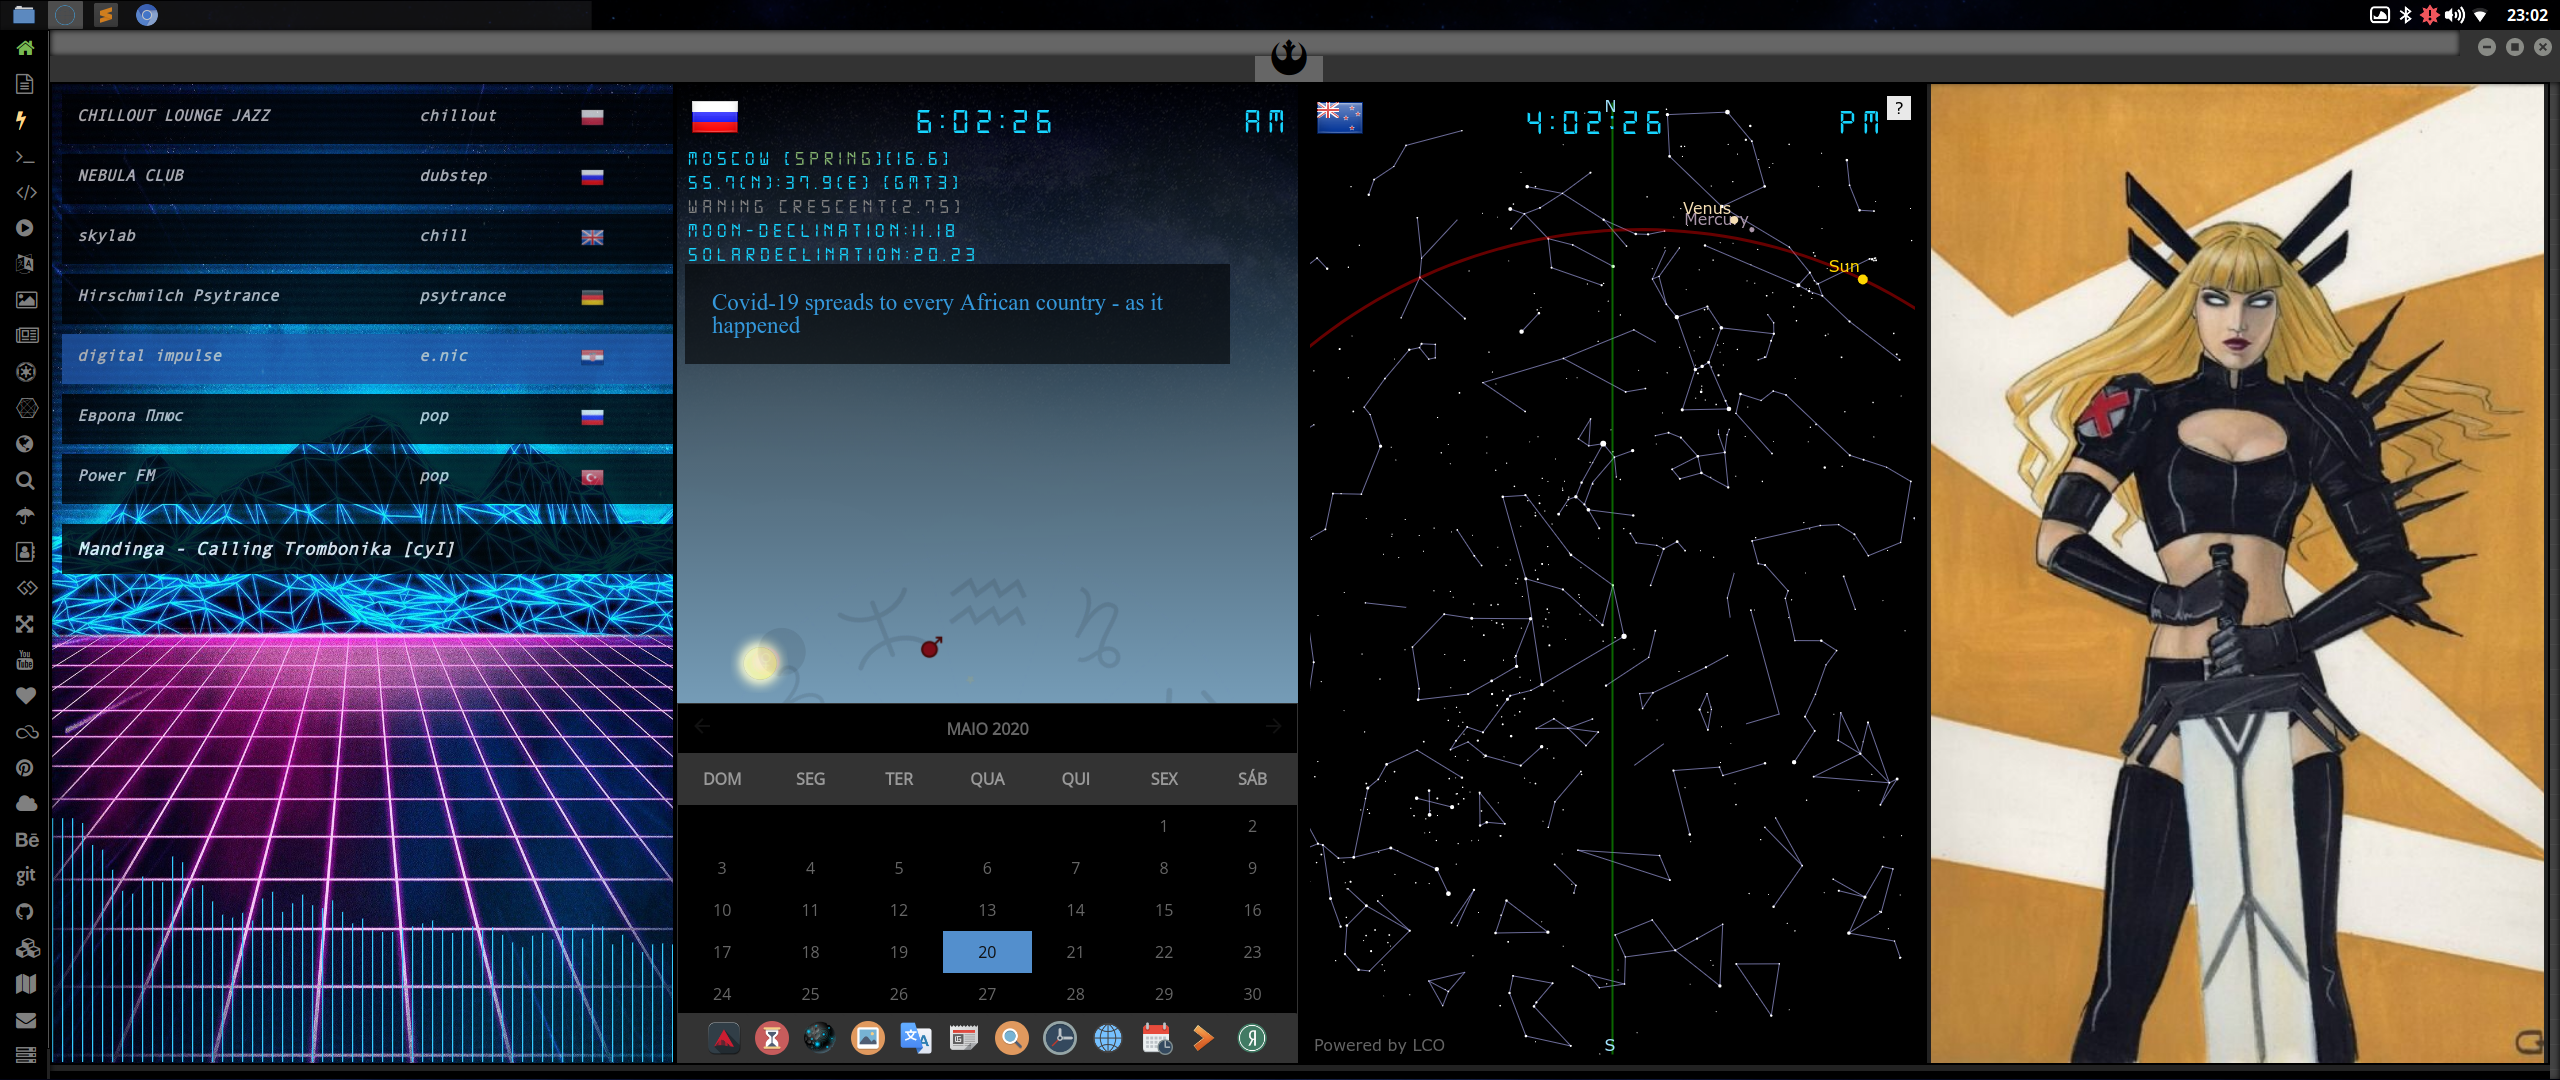 23:02
CHILLOUT LOUNGE JAZZ chillout
NEBULA CLUB dubstep
skylab chill
Hirschmilch Psytrance psytrance
digital impulse e.nic
Европа Плюс pop
Power FM pop
Mandinga - Calling Trombonika [cyI]
You
Tube
Bē
git
6:02:26 AM
MOSCOW [SPRING][16.6]
55.7(N):37.9(E) [GMT3]
WANING CRESCENT[2.75]
MOON-DECLINATION:11.18
SOLARDECLINATION:20.23
Covid-19 spreads to every African country - as it
happened
MAIO 2020
DOM SEG TER QUA QUI SEX SÁB
1 2
3 4 5 6 7 8 9
10 11 12 13 14 15 16
17 18 19 20 21 22 23
24 25 26 27 28 29 30
Я
N
4:02:26 PM ?
Venus
Mercury
Sun
Powered by LCO
S